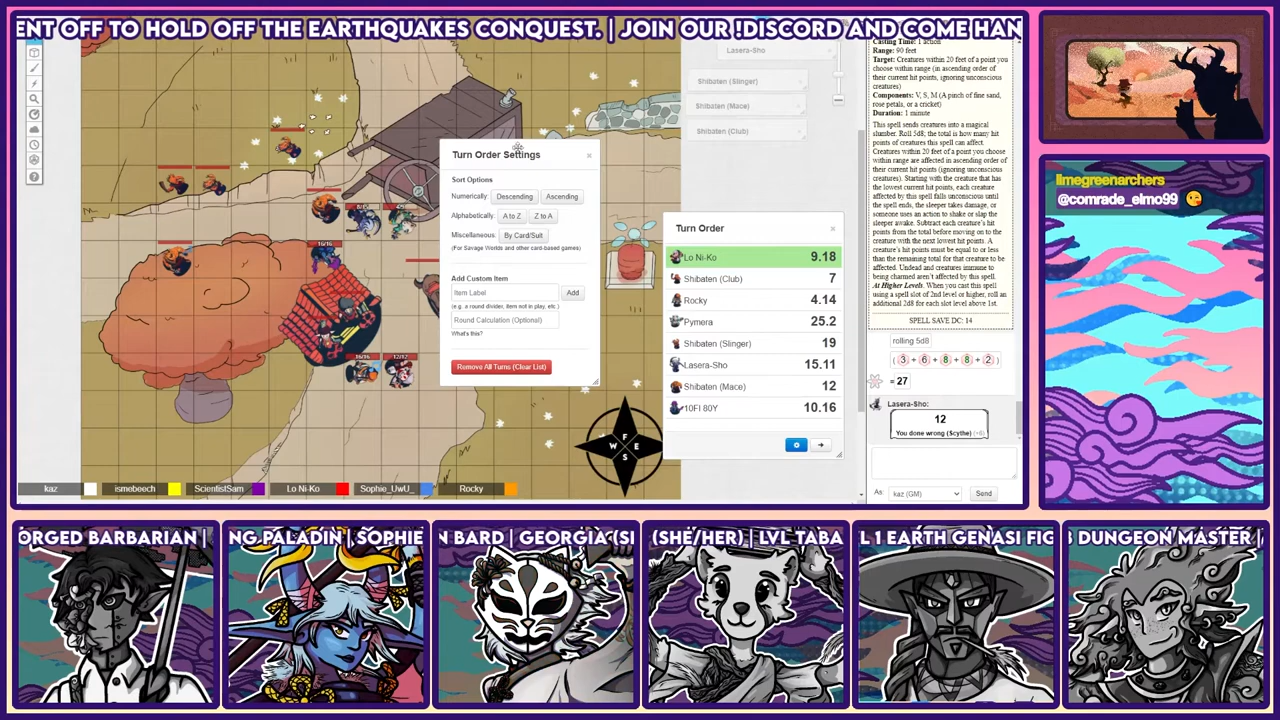 ENT OFF TO HOLD OFF THE EARTHQUAKES CONQUEST. | JOIN OUR !DISCORD AND COME HAN
Lasera-Sho
Shibaten (Slinger)
Shibaten (Mace)
Shibaten (Club)
Turn Order Settings
Sort Options
Numerically: Descending Ascending
Alphabetically: A to Z Z to A
Miscellaneous: By Card/Suit
(For Savage Worlds and other card-based games)
Add Custom Item
Item Label Add
(e.g. a round divider, item not in play, etc.)
Round Calculation (Optional)
What's this?
Remove All Turns (Clear List)
Turn Order
Lo Ni-Ko 9.18
Shibaten (Club) 7
Rocky 4.14
Pymera 25.2
Shibaten (Slinger) 19
Lasera-Sho 15.11
Shibaten (Mace) 12
10FI 80Y 10.16
16/16
16/16
12/12
W F E S
kaz
ismebeech
ScientistSam
Lo Ni-Ko
Sophie_UwU_
Rocky
Casting Time: 1 action
Range: 90 feet
Target: Creatures within 20 feet of a point you
choose within range (in ascending order of
their current hit points, ignoring unconscious
creatures)
Components: V, S, M (A pinch of fine sand,
rose petals, or a cricket)
Duration: 1 minute
This spell sends creatures into a magical
slumber. Roll 5d8; the total is how many hit
points of creatures this spell can affect.
Creatures within 20 feet of a point you choose
within range are affected in ascending order of
their current hit points (ignoring unconscious
creatures). Starting with the creature that has
the lowest current hit points, each creature
affected by this spell falls unconscious until
the spell ends, the sleeper takes damage, or
someone uses an action to shake or slap the
sleeper awake. Subtract each creature's hit
points from the total before moving on to the
creature with the next lowest hit points. A
creature's hit points must be equal to or less
than the remaining total for that creature to be
affected. Undead and creatures immune to
being charmed aren't affected by this spell.
At Higher Levels. When you cast this spell
using a spell slot of 2nd level or higher, roll an
additional 2d8 for each slot level above 1st.
SPELL SAVE DC: 14
rolling 5d8
( 3 + 6 + 8 + 8 + 2 )
= 27
Lasera-Sho:
12
You done wrong (Scythe) (+6)
As: kaz (GM) Send
limegreenarchers
@comrade_elmo99
ORGED BARBARIAN |
NG PALADIN | SOPHIE
N BARD | GEORGIA (S
(SHE/HER) | LVL TABA
L 1 EARTH GENASI FIG
DUNGEON MASTER